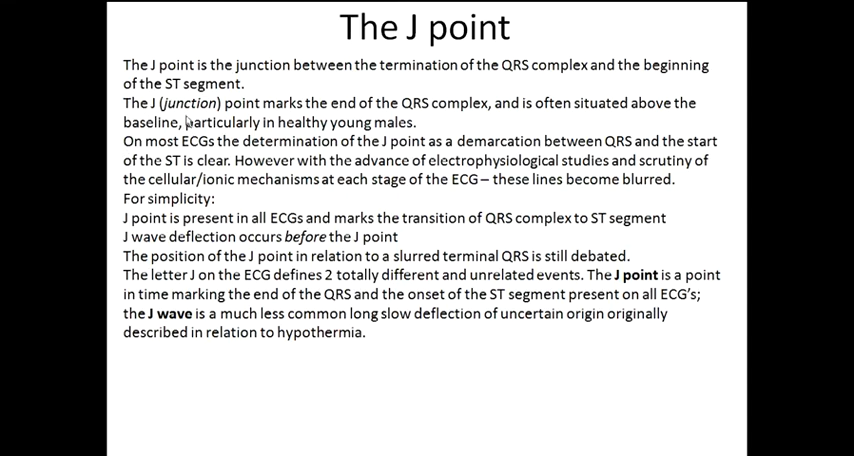 The J point
The J point is the junction between the termination of the QRS complex and the beginning
of the ST segment.
The J (junction) point marks the end of the QRS complex, and is often situated above the
baseline, particularly in healthy young males.
On most ECGs the determination of the J point as a demarcation between QRS and the start
of the ST is clear. However with the advance of electrophysiological studies and scrutiny of
the cellular/ionic mechanisms at each stage of the ECG – these lines become blurred.
For simplicity:
J point is present in all ECGs and marks the transition of QRS complex to ST segment
J wave deflection occurs before the J point
The position of the J point in relation to a slurred terminal QRS is still debated.
The letter J on the ECG defines 2 totally different and unrelated events. The J point is a point
in time marking the end of the QRS and the onset of the ST segment present on all ECG's;
the J wave is a much less common long slow deflection of uncertain origin originally
described in relation to hypothermia.